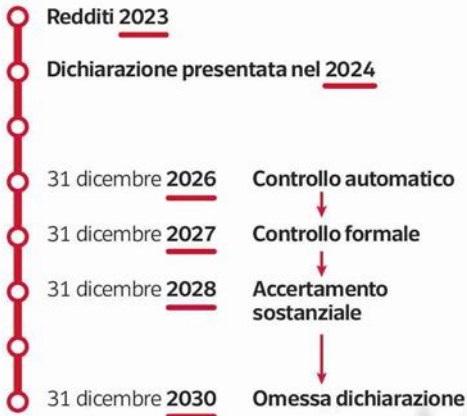 Redditi 2023
Dichiarazione presentata nel 2024
31 dicembre 2026 Controllo automatico
31 dicembre 2027 Controllo formale
31 dicembre 2028 Accertamento
sostanziale
31 dicembre 2030 Omessa dichiarazione